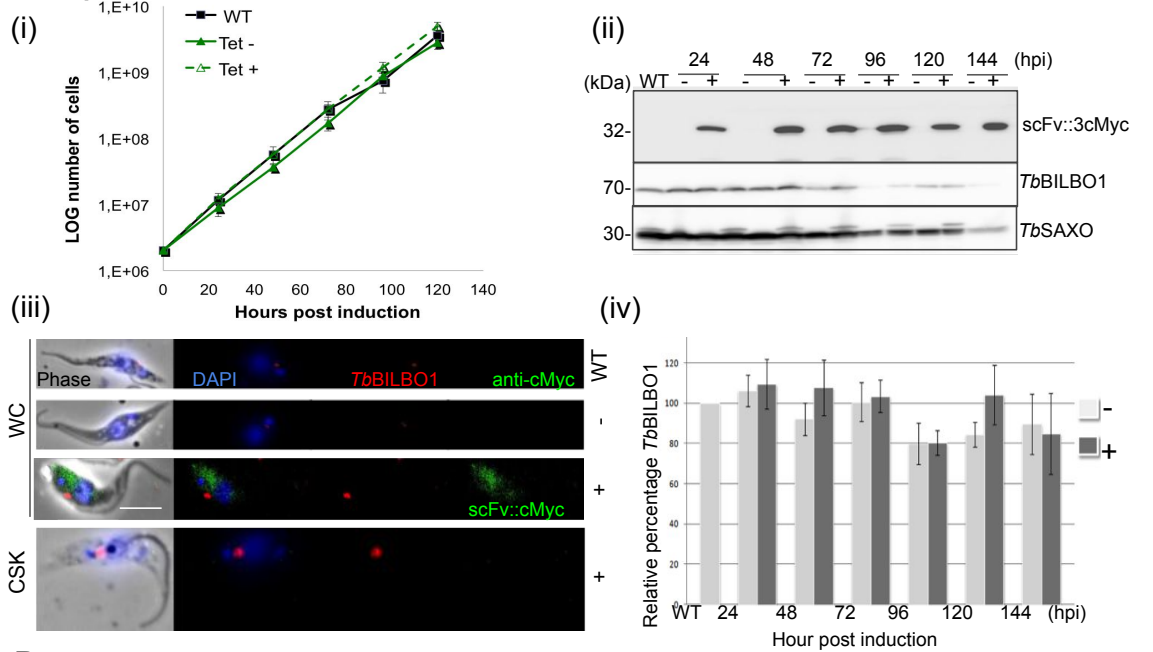 (i)
1,E+10
1,E+09
1,E+08
1,E+07
1,E+06
LOG number of cells
WT
Tet -
Tet +
0 20 40 60 80 100 120 140
Hours post induction
(ii)
24 48 72 96 120 144 (hpi)
(kDa) WT - + - + - + - + - + - +
32- scFv::3cMyc
70- TbBILBO1
30- TbSAXO
(iii)
WC
Phase DAPI TbBILBO1 anti-cMyc WT
-
scFv::cMyc +
CSK +
(iv)
Relative percentage TbBILBO1
120
100
80
60
40
20
0
-
+
WT 24 48 72 96 120 144 (hpi)
Hour post induction